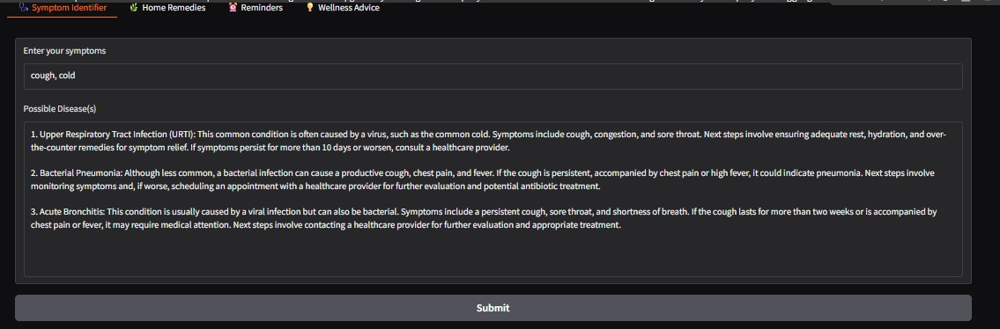 Symptom Identifier Home Remedies Reminders Wellness Advice
Enter your symptoms
cough, cold
Possible Disease(s)
1. Upper Respiratory Tract Infection (URTI): This common condition is often caused by a virus, such as the common cold. Symptoms include cough, congestion, and sore throat. Next steps involve ensuring adequate rest, hydration, and over-
the-counter remedies for symptom relief. If symptoms persist for more than 10 days or worsen, consult a healthcare provider.
2. Bacterial Pneumonia: Although less common, a bacterial infection can cause a productive cough, chest pain, and fever. If the cough is persistent, accompanied by chest pain or high fever, it could indicate pneumonia. Next steps involve
monitoring symptoms and, if worse, scheduling an appointment with a healthcare provider for further evaluation and potential antibiotic treatment.
3. Acute Bronchitis: This condition is usually caused by a viral infection but can also be bacterial. Symptoms include a persistent cough, sore throat, and shortness of breath. If the cough lasts for more than two weeks or is accompanied by
chest pain or fever, it may require medical attention. Next steps involve contacting a healthcare provider for further evaluation and appropriate treatment.
Submit